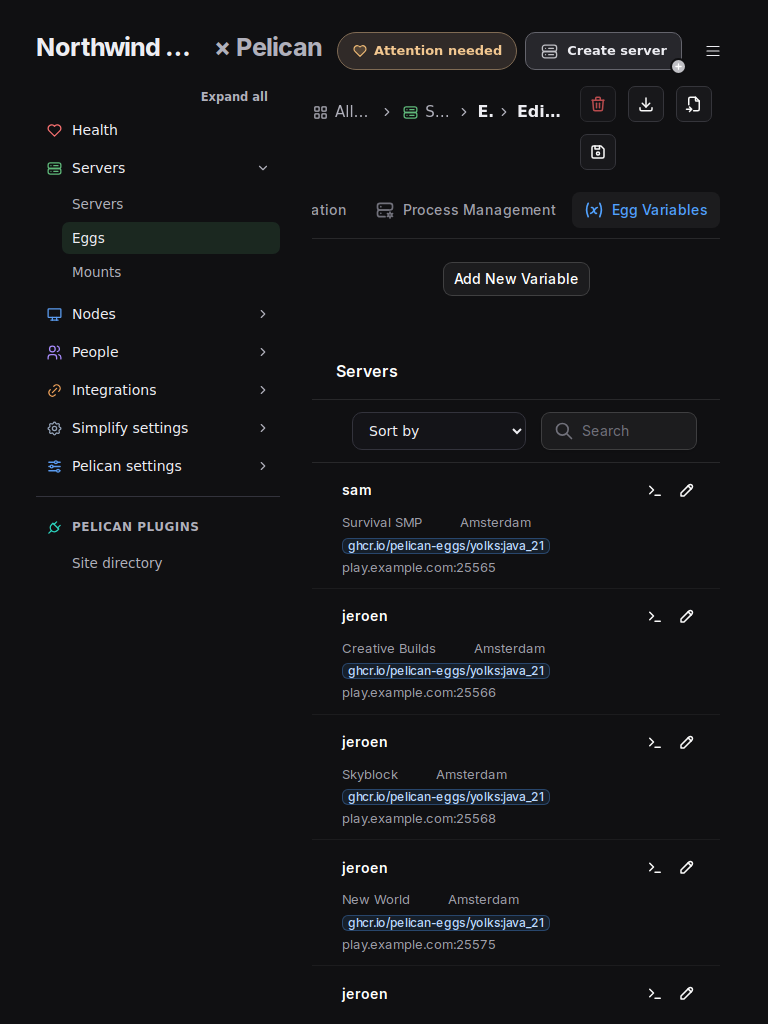 Northwind ... × Pelican
Attention needed
Create server
Expand all
Health
Servers
Servers
Eggs
Mounts
Nodes
People
Integrations
Simplify settings
Pelican settings
PELICAN PLUGINS
Site directory
All... > S... > E. > Edi...
ation
Process Management
Egg Variables
Add New Variable
Servers
Sort by
Search
sam
Survival SMP Amsterdam
ghcr.io/pelican-eggs/yolks:java_21
play.example.com:25565
jeroen
Creative Builds Amsterdam
ghcr.io/pelican-eggs/yolks:java_21
play.example.com:25566
jeroen
Skyblock Amsterdam
ghcr.io/pelican-eggs/yolks:java_21
play.example.com:25568
jeroen
New World Amsterdam
ghcr.io/pelican-eggs/yolks:java_21
play.example.com:25575
jeroen